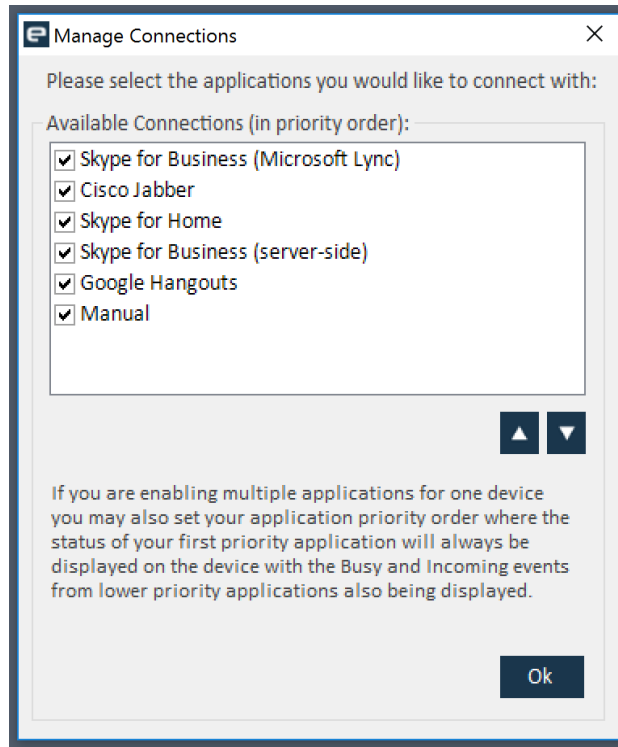 Manage Connections
Please select the applications you would like to connect with:
Available Connections (in priority order):
Skype for Business (Microsoft Lync)
Cisco Jabber
Skype for Home
Skype for Business (server-side)
Google Hangouts
Manual
If you are enabling multiple applications for one device
you may also set your application priority order where the
status of your first priority application will always be
displayed on the device with the Busy and Incoming events
from lower priority applications also being displayed.
Ok